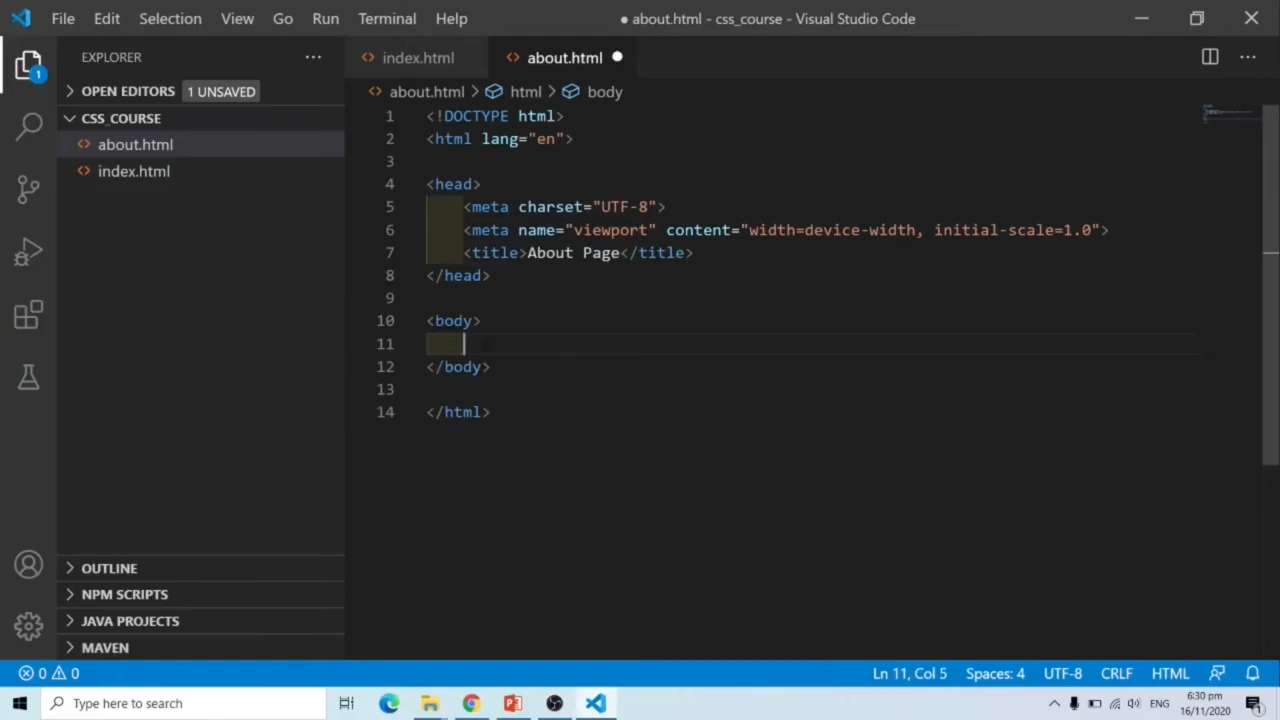 File Edit Selection View Go Run Terminal Help ● about.html - css_course - Visual Studio Code
EXPLORER
1
OPEN EDITORS 1 UNSAVED
CSS_COURSE
about.html
index.html
OUTLINE
NPM SCRIPTS
JAVA PROJECTS
MAVEN
index.html about.html
about.html > html > body
1 <!DOCTYPE html>
2 <html lang="en">
3
4 <head>
5 <meta charset="UTF-8">
6 <meta name="viewport" content="width=device-width, initial-scale=1.0">
7 <title>About Page</title>
8 </head>
9
10 <body>
11
12 </body>
13
14 </html>
0 0 Ln 11, Col 5 Spaces: 4 UTF-8 CRLF HTML
Type here to search ENG 6:30 pm
16/11/2020 1